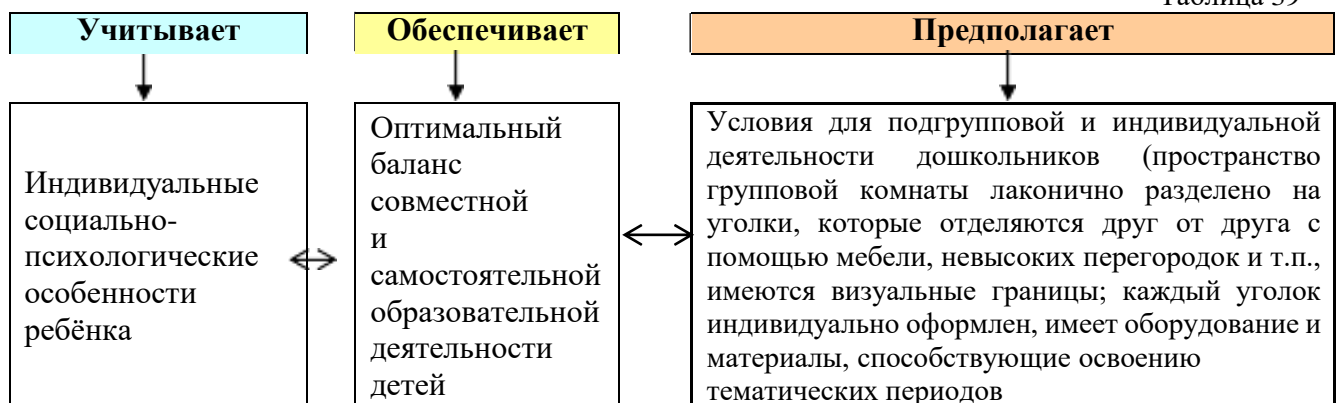 Таблица 39
Учитывает
Обеспечивает
Предполагает
Индивидуальные
социально-
психологические
особенности
ребёнка
Оптимальный
баланс
совместной
и
самостоятельной
образовательной
деятельности
детей
Условия для подгрупповой и индивидуальной
деятельности дошкольников (пространство
групповой комнаты лаконично разделено на
уголки, которые отделяются друг от друга с
помощью мебели, невысоких перегородок и т.п.,
имеются визуальные границы; каждый уголок
индивидуально оформлен, имеет оборудование и
материалы, способствующие освоению
тематических периодов